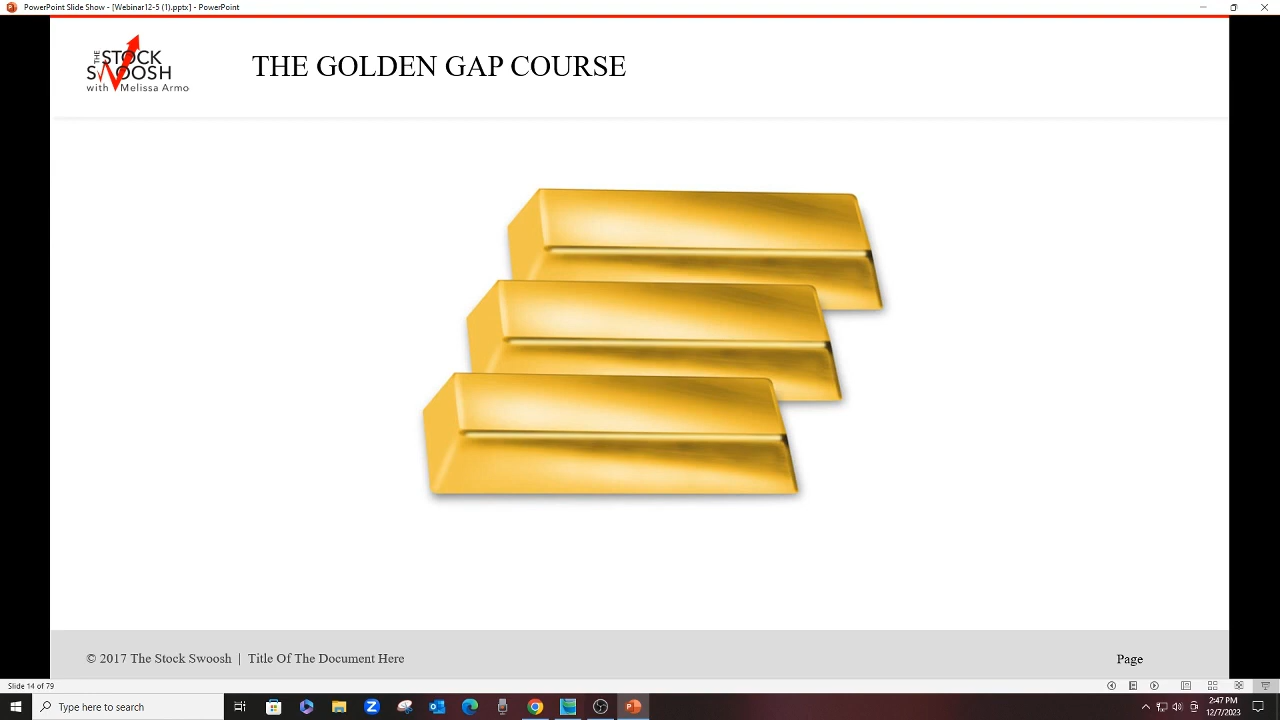 PowerPoint Slide Show - [Webinar12-5 (1).pptx] - PowerPoint
THE
STOCK
SWOOSH
with Melissa Armo
THE GOLDEN GAP COURSE
© 2017 The Stock Swoosh | Title Of The Document Here
Page
Slide 14 of 79
Type here to search
2:47 PM
12/7/2023